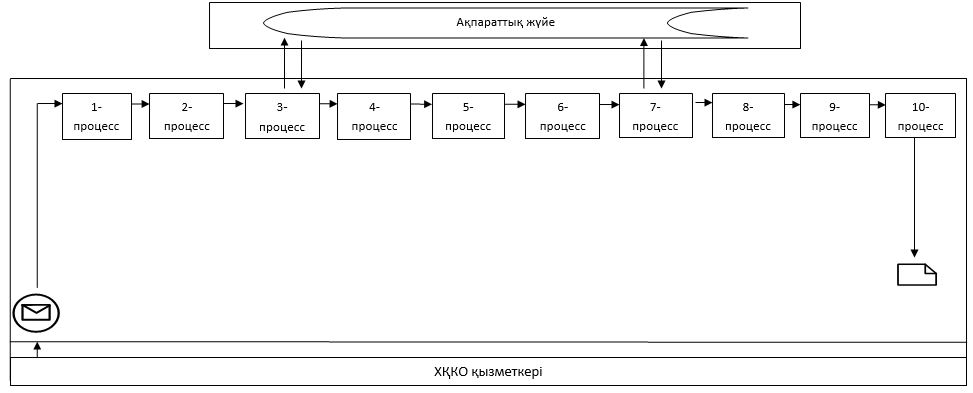 Ақпараттық жүйе
1-
процесс
2-
процесс
3-
процесс
4-
процесс
5-
процесс
6-
процесс
7-
процесс
8-
процесс
9-
процесс
10-
процесс
ХҚКО қызметкері